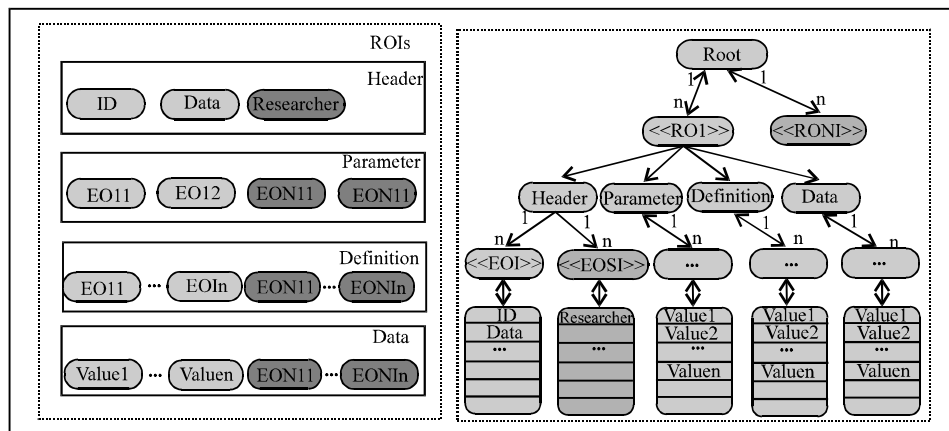 ROIs
Header
ID Data Researcher
Parameter
EO11 EO12 EON11 EON11
Definition
EO11 ... EOIn EON11 ... EONIn
Data
Value1 ... Valuen EON11 ... EONIn
Root
1 1
n n
<<RO1>> <<RONI>>
Header Parameter Definition Data
1 1 1 1 1
n n n n n
<<EOI>> <<EOSI>> ... ... ...
ID Researcher Value1 Value1 Value1
Data Value2 Value2 Value2
... ... ... ... ...
Valuen Valuen Valuen